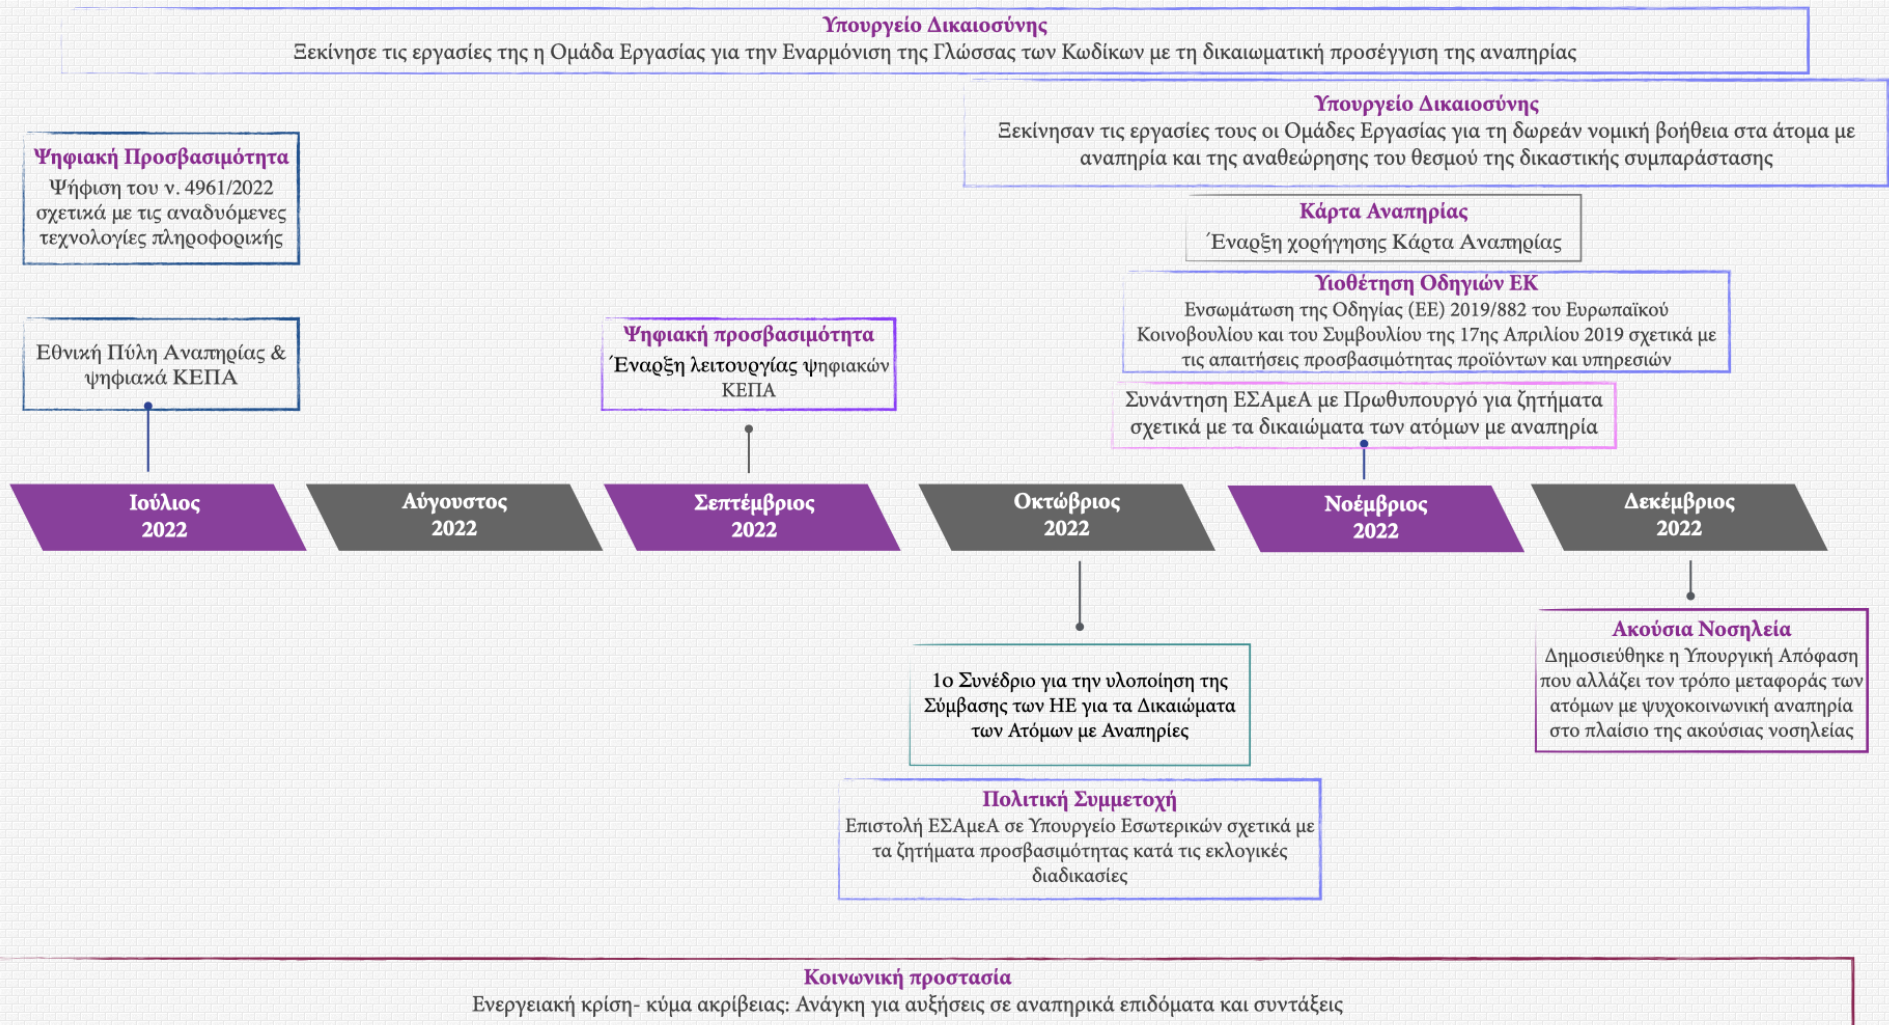 Υπουργείο Δικαιοσύνης
Ξεκίνησε τις εργασίες της η Ομάδα Εργασίας για την Εναρμόνιση της Γλώσσας των Κωδίκων με τη δικαιωματική προσέγγιση της αναπηρίας
Υπουργείο Δικαιοσύνης
Ξεκίνησαν τις εργασίες τους οι Ομάδες Εργασίας για τη δωρεάν νομική βοήθεια στα άτομα με
αναπηρία και της αναθεώρησης του θεσμού της δικαστικής συμπαράστασης
Ψηφιακή Προσβασιμότητα
Ψήφιση του ν. 4961/2022
σχετικά με τις αναδυόμενες
τεχνολογίες πληροφορικής
Κάρτα Αναπηρίας
Έναρξη χορήγησης Κάρτα Αναπηρίας
Υιοθέτηση Οδηγιών ΕΚ
Ενσωμάτωση της Οδηγίας (ΕΕ) 2019/882 του Ευρωπαϊκού
Κοινοβουλίου και του Συμβουλίου της 17ης Απριλίου 2019 σχετικά με
τις απαιτήσεις προσβασιμότητας προϊόντων και υπηρεσιών
Εθνική Πύλη Αναπηρίας &
ψηφιακά ΚΕΠΑ
Ψηφιακή προσβασιμότητα
Έναρξη λειτουργίας ψηφιακών
ΚΕΠΑ
Συνάντηση ΕΣΑμεΑ με Πρωθυπουργό για ζητήματα
σχετικά με τα δικαιώματα των ατόμων με αναπηρία
Ιούλιος
2022
Αύγουστος
2022
Σεπτέμβριος
2022
Οκτώβριος
2022
Νοέμβριος
2022
Δεκέμβριος
2022
1ο Συνέδριο για την υλοποίηση της
Σύμβασης των ΗΕ για τα Δικαιώματα
των Ατόμων με Αναπηρίες
Ακούσια Νοσηλεία
Δημοσιεύθηκε η Υπουργική Απόφαση
που αλλάζει τον τρόπο μεταφοράς των
ατόμων με ψυχοκοινωνική αναπηρία
στο πλαίσιο της ακούσιας νοσηλείας
Πολιτική Συμμετοχή
Επιστολή ΕΣΑμεΑ σε Υπουργείο Εσωτερικών σχετικά με
τα ζητήματα προσβασιμότητας κατά τις εκλογικές
διαδικασίες
Κοινωνική προστασία
Ενεργειακή κρίση- κύμα ακρίβειας: Ανάγκη για αυξήσεις σε αναπηρικά επιδόματα και συντάξεις